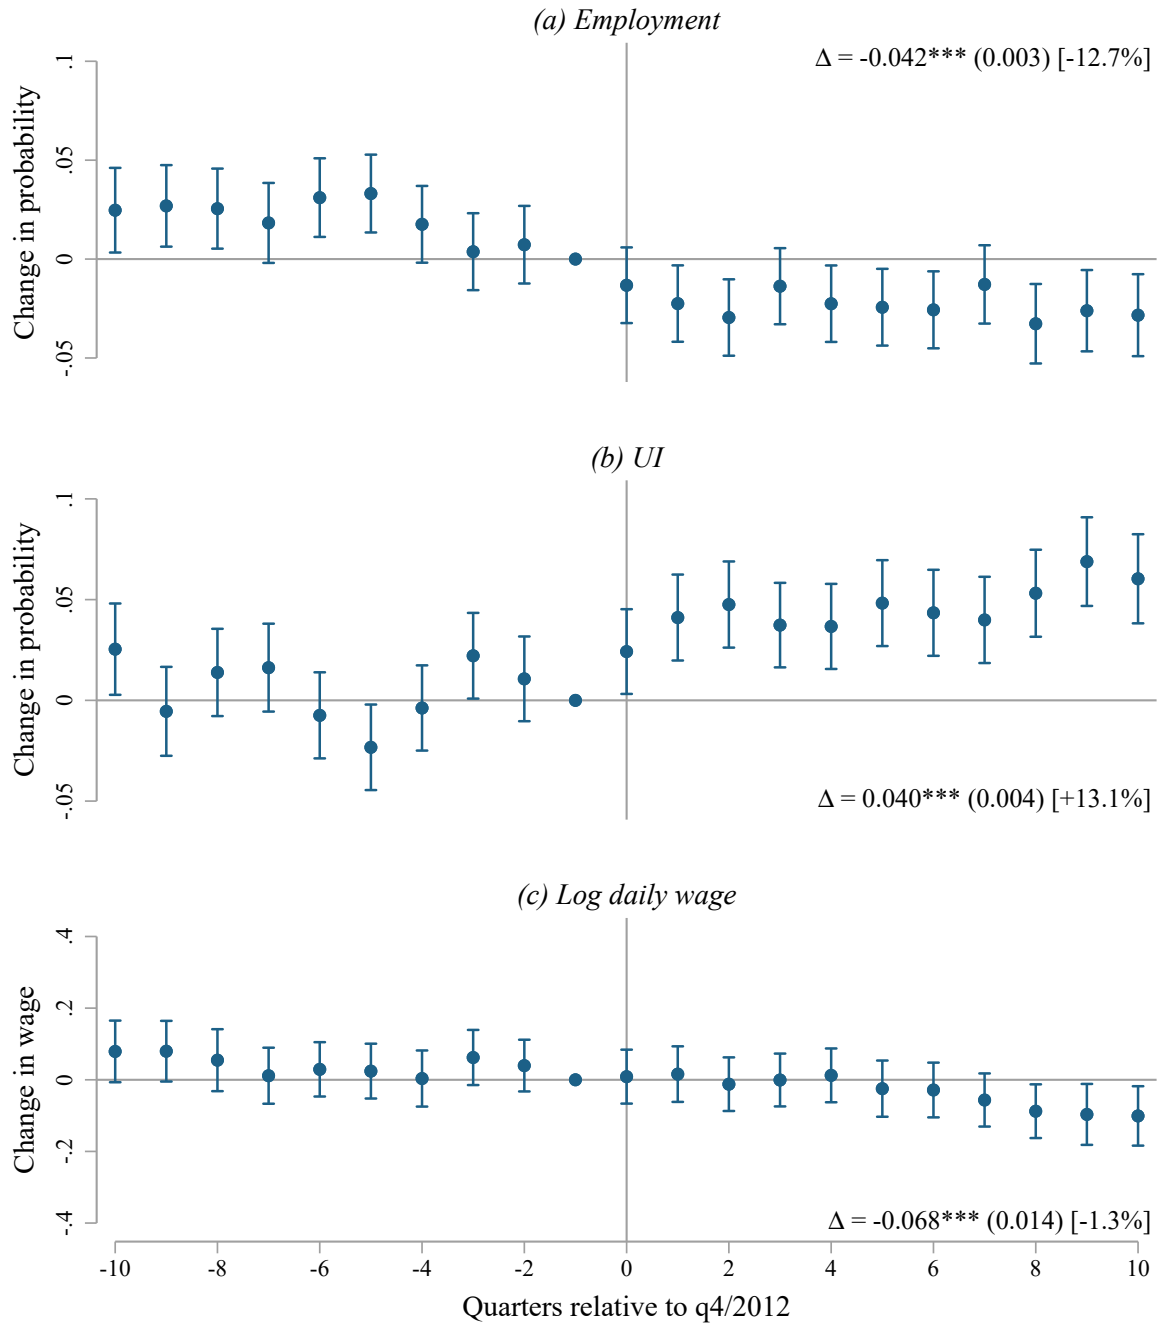 (a) Employment
Δ = -0.042*** (0.003) [-12.7%]
Change in probability
.1
.05
0
-.05
(b) UI
Change in probability
.1
.05
0
-.05
Δ = 0.040*** (0.004) [+13.1%]
(c) Log daily wage
Change in wage
.4
.2
0
-.2
-.4
Δ = -0.068*** (0.014) [-1.3%]
-10 -8 -6 -4 -2 0 2 4 6 8 10
Quarters relative to q4/2012